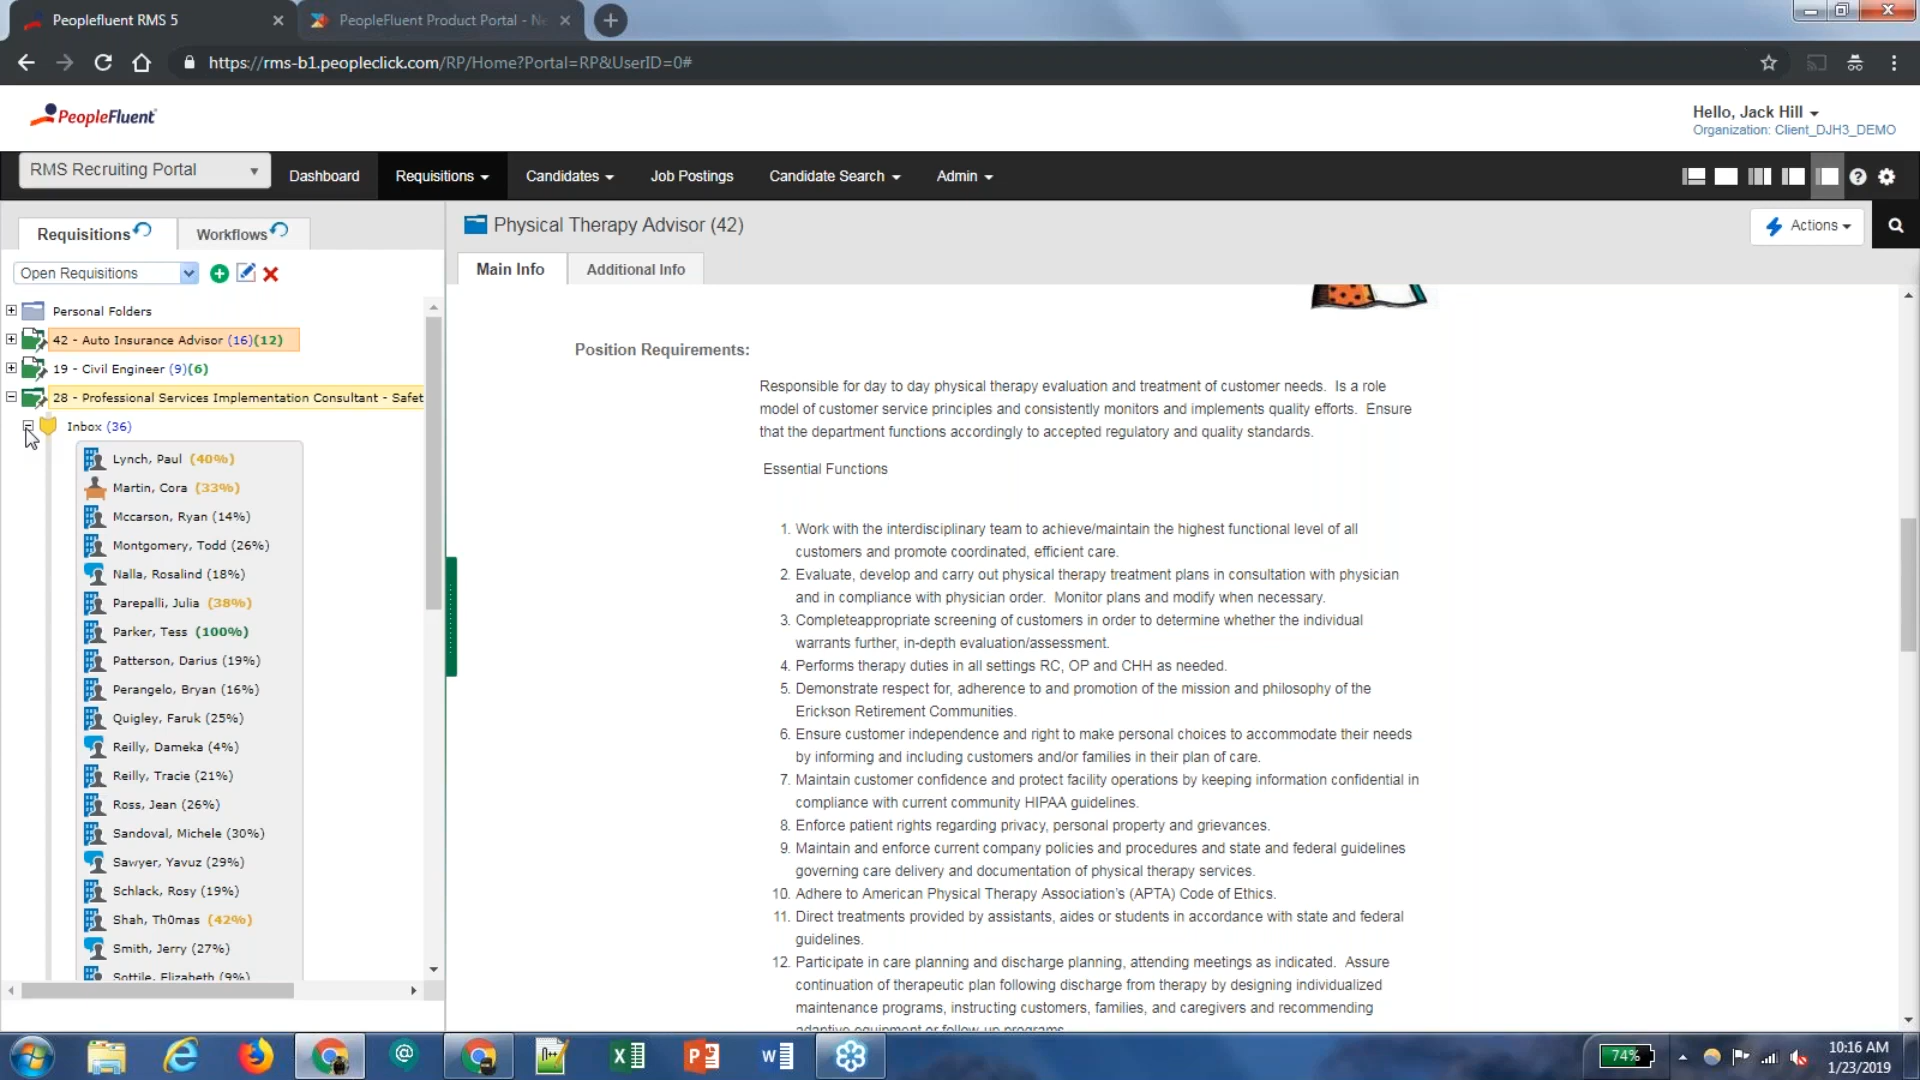 Peoplefluent RMS 5
PeopleFluent Product Portal - Ne
https://rms-b1.peopleclick.com/RP/Home?Portal=RP&UserID=0#
PeopleFluent
Hello, Jack Hill
Organization: Client_DJH3_DEMO
RMS Recruiting Portal
Dashboard
Requisitions
Candidates
Job Postings
Candidate Search
Admin
Requisitions
Workflows
Open Requisitions
Personal Folders
42 - Auto Insurance Advisor (16)(12)
19 - Civil Engineer (9)(6)
28 - Professional Services Implementation Consultant - Safet
Inbox (36)
Lynch, Paul (40%)
Martin, Cora (33%)
Mccarson, Ryan (14%)
Montgomery, Todd (26%)
Nalla, Rosalind (18%)
Parepalli, Julia (38%)
Parker, Tess (100%)
Patterson, Darius (19%)
Perangelo, Bryan (16%)
Quigley, Faruk (25%)
Reilly, Dameka (4%)
Reilly, Tracie (21%)
Ross, Jean (26%)
Sandoval, Michele (30%)
Sawyer, Yavuz (29%)
Schlack, Rosy (19%)
Shah, Th0mas (42%)
Smith, Jerry (27%)
Sottile, Elizabeth (9%)
Physical Therapy Advisor (42)
Actions
Main Info
Additional Info
Position Requirements:
Responsible for day to day physical therapy evaluation and treatment of customer needs. Is a role
model of customer service principles and consistently monitors and implements quality efforts. Ensure
that the department functions accordingly to accepted regulatory and quality standards.
Essential Functions
1. Work with the interdisciplinary team to achieve/maintain the highest functional level of all
customers and promote coordinated, efficient care.
2. Evaluate, develop and carry out physical therapy treatment plans in consultation with physician
and in compliance with physician order. Monitor plans and modify when necessary.
3. Completeappropriate screening of customers in order to determine whether the individual
warrants further, in-depth evaluation/assessment.
4. Performs therapy duties in all settings RC, OP and CHH as needed.
5. Demonstrate respect for, adherence to and promotion of the mission and philosophy of the
Erickson Retirement Communities.
6. Ensure customer independence and right to make personal choices to accommodate their needs
by informing and including customers and/or families in their plan of care.
7. Maintain customer confidence and protect facility operations by keeping information confidential in
compliance with current community HIPAA guidelines.
8. Enforce patient rights regarding privacy, personal property and grievances.
9. Maintain and enforce current company policies and procedures and state and federal guidelines
governing care delivery and documentation of physical therapy services.
10. Adhere to American Physical Therapy Association's (APTA) Code of Ethics.
11. Direct treatments provided by assistants, aides or students in accordance with state and federal
guidelines.
12. Participate in care planning and discharge planning, attending meetings as indicated. Assure
continuation of therapeutic plan following discharge from therapy by designing individualized
maintenance programs, instructing customers, families, and caregivers and recommending
adaptive equipment or follow-up programs.
74%
10:16 AM
1/23/2019